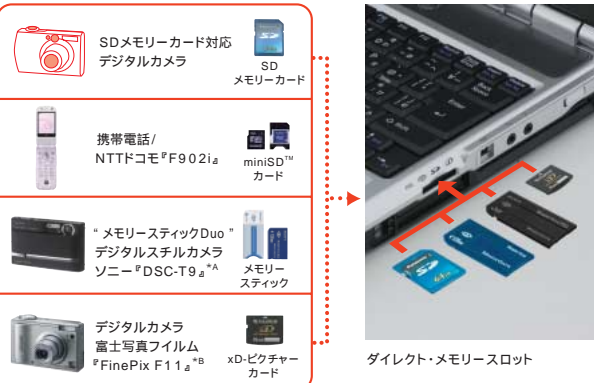 SDメモリーカード対応
デジタルカメラ
SD
メモリーカード
携帯電話/
NTTドコモ『F902i』
miniSD™
カード
“メモリースティックDuo”
デジタルスチルカメラ
ソニー『DSC-T9』*A
メモリー
スティック
デジタルカメラ
富士写真フイルム
『FinePix F11』*B
xD-ピクチャー
カード
ダイレクト・メモリースロット